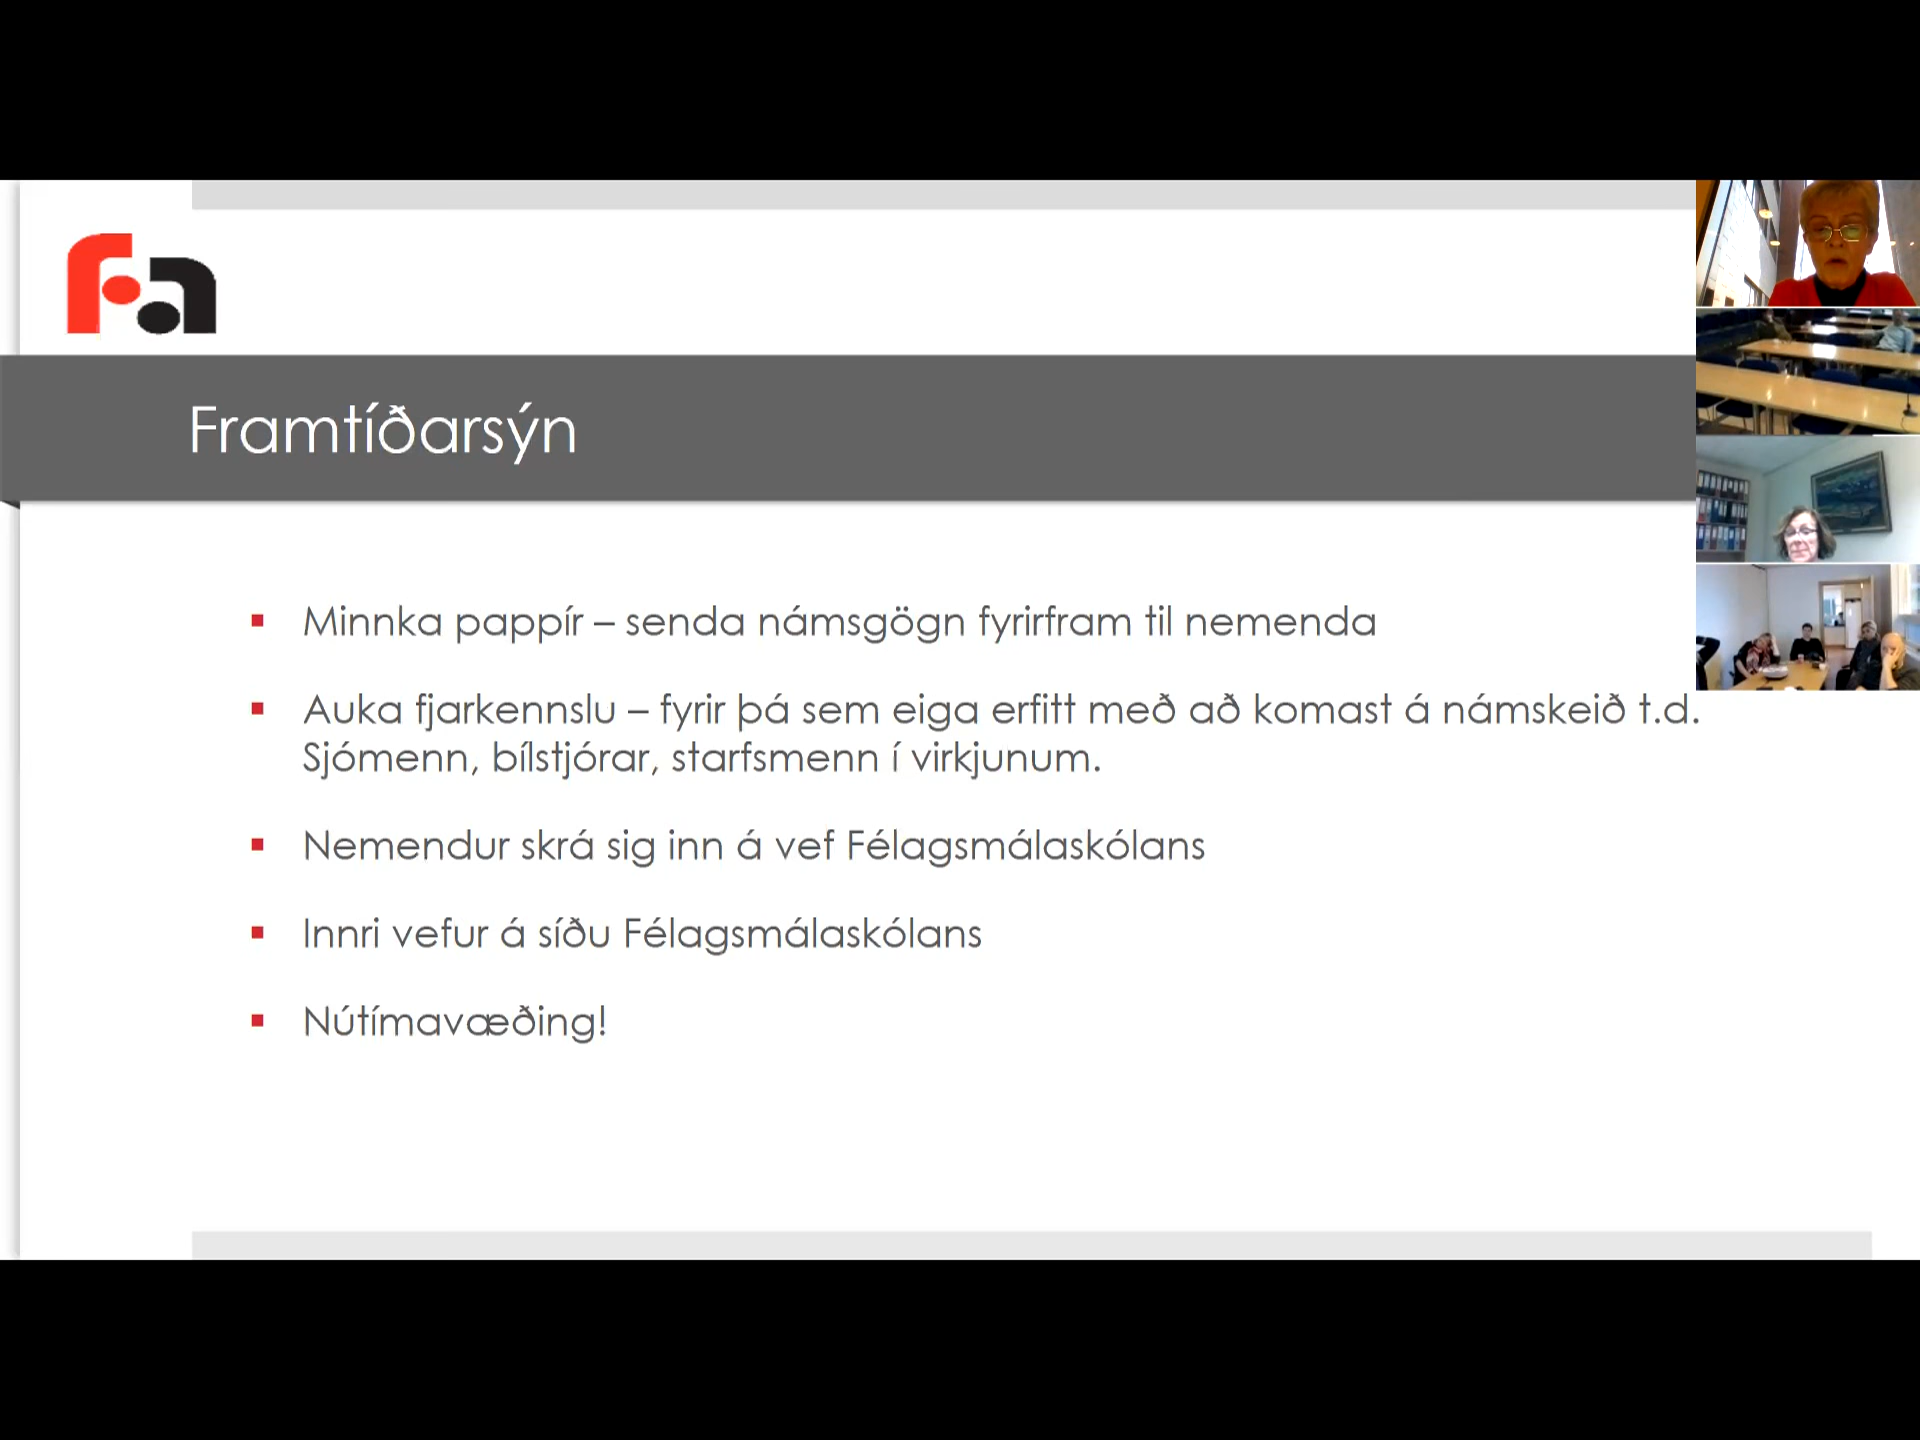 fa
Framtíðarsýn
Minnka pappír – senda námsgögn fyrirfram til nemenda
Auka fjarkennslu – fyrir þá sem eiga erfitt með að komast á námskeið t.d.
Sjómenn, bílstjórar, starfsmenn í virkjunum.
Nemendur skrá sig inn á vef Félagsmálaskólans
Innri vefur á síðu Félagsmálaskólans
Nútímavæðing!